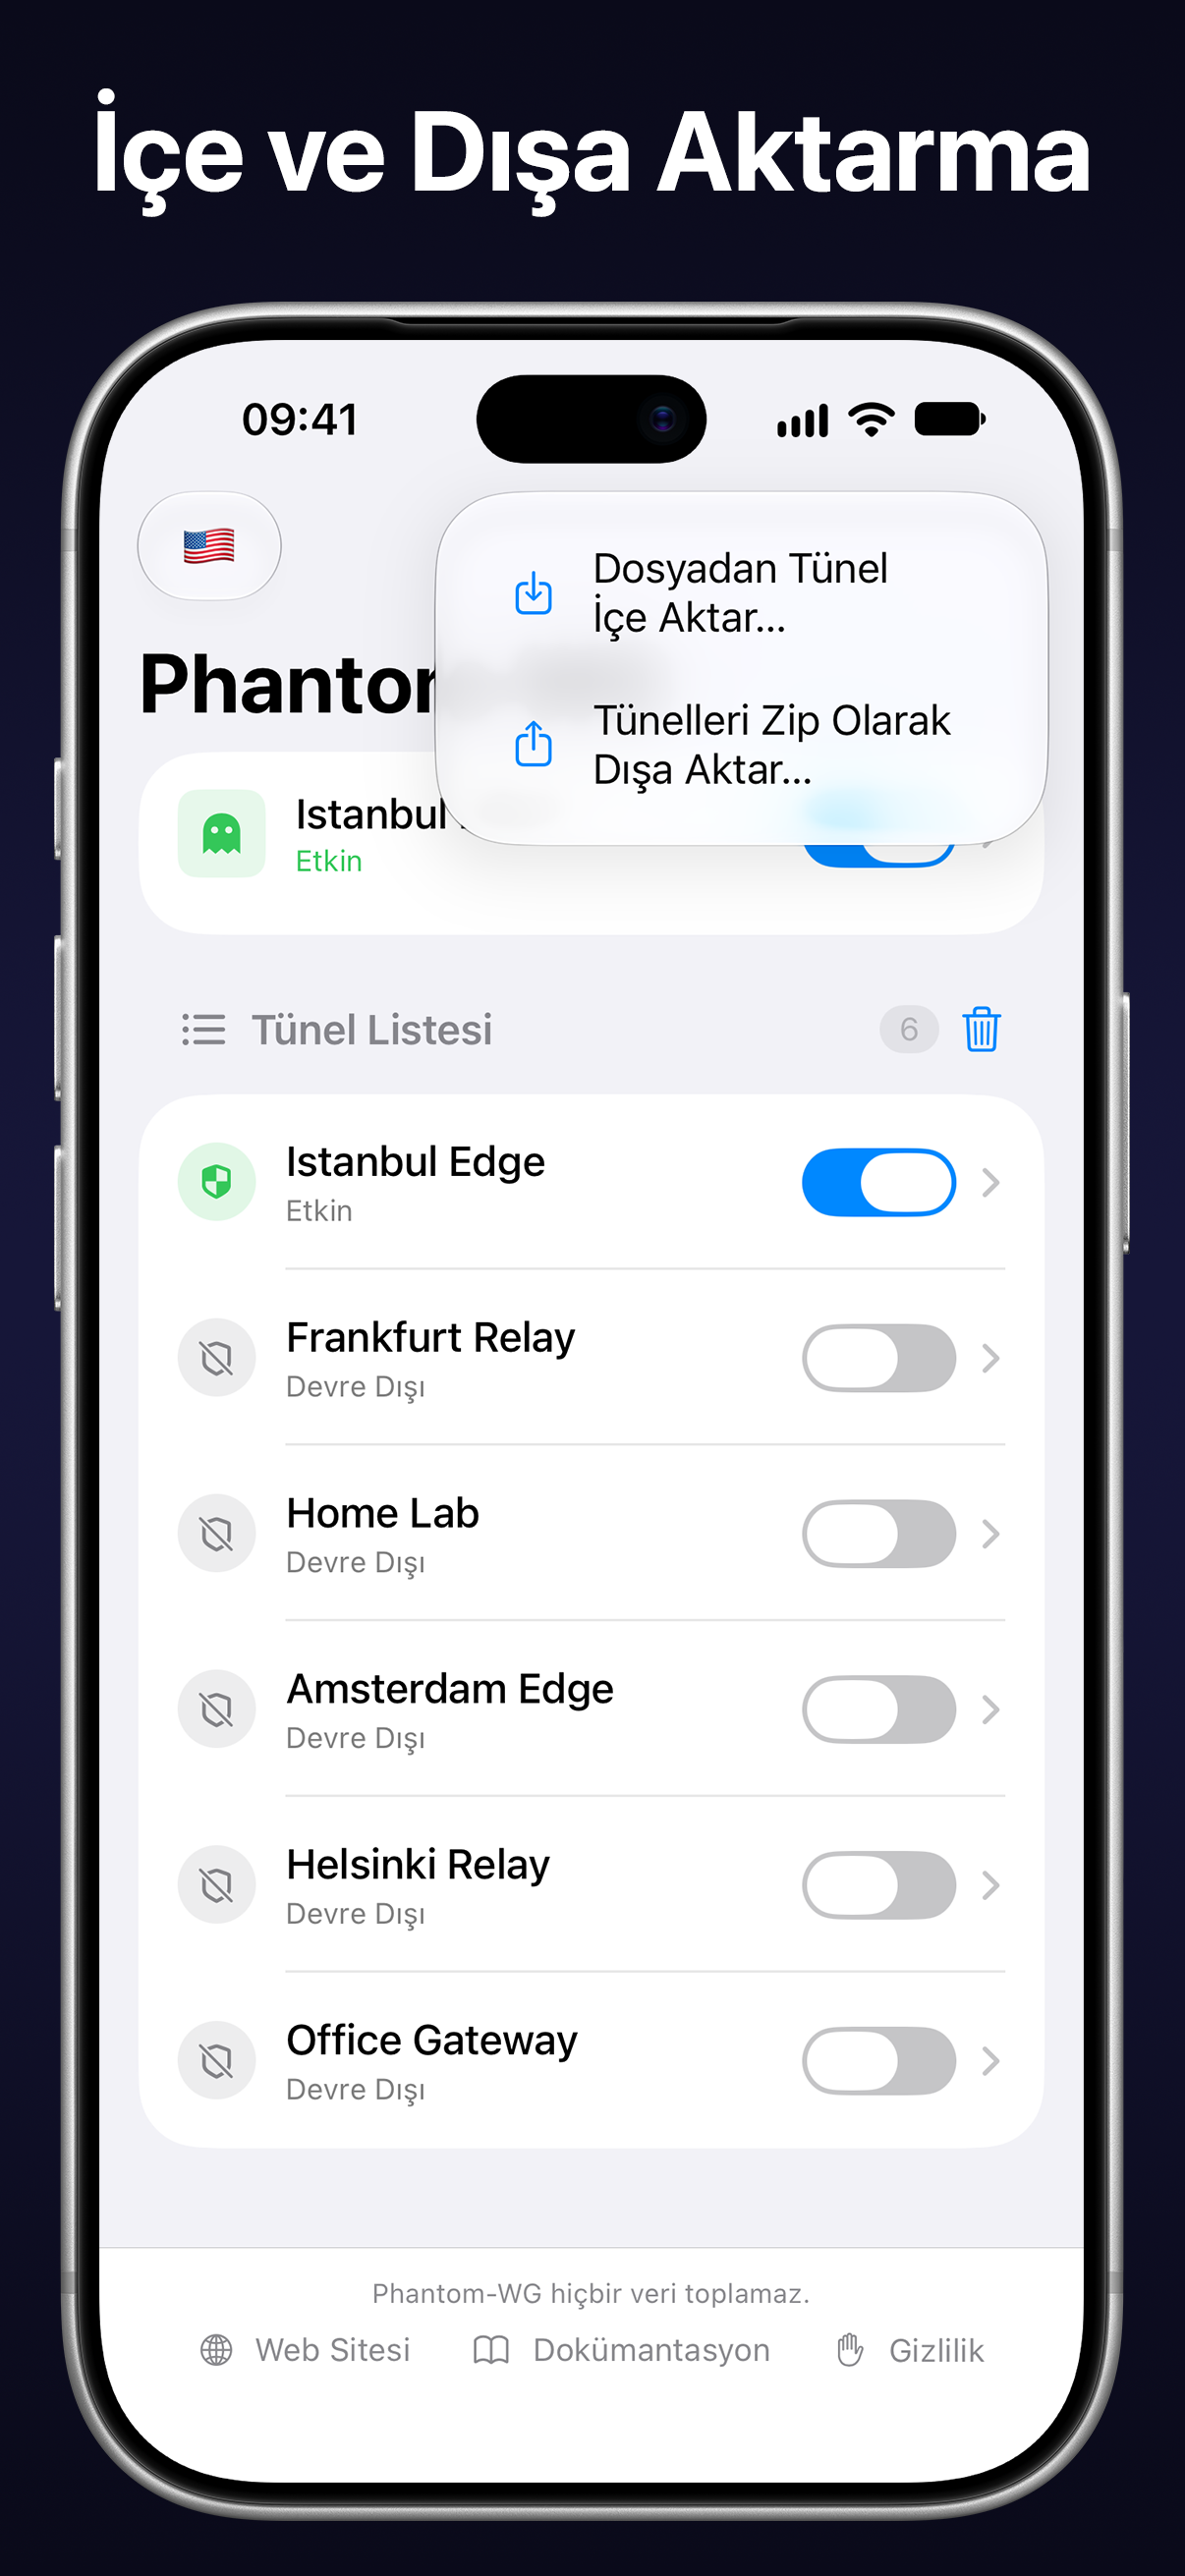 İçe ve Dışa Aktarma
09:41
Dosyadan Tünel
İçe Aktar...
Tünelleri Zip Olarak
Dışa Aktar...
Istanbul
Etkin
Tünel Listesi
6
Istanbul Edge
Etkin
Frankfurt Relay
Devre Dışı
Home Lab
Devre Dışı
Amsterdam Edge
Devre Dışı
Helsinki Relay
Devre Dışı
Office Gateway
Devre Dışı
Phantom-WG hiçbir veri toplamaz.
Web Sitesi
Dokümantasyon
Gizlilik